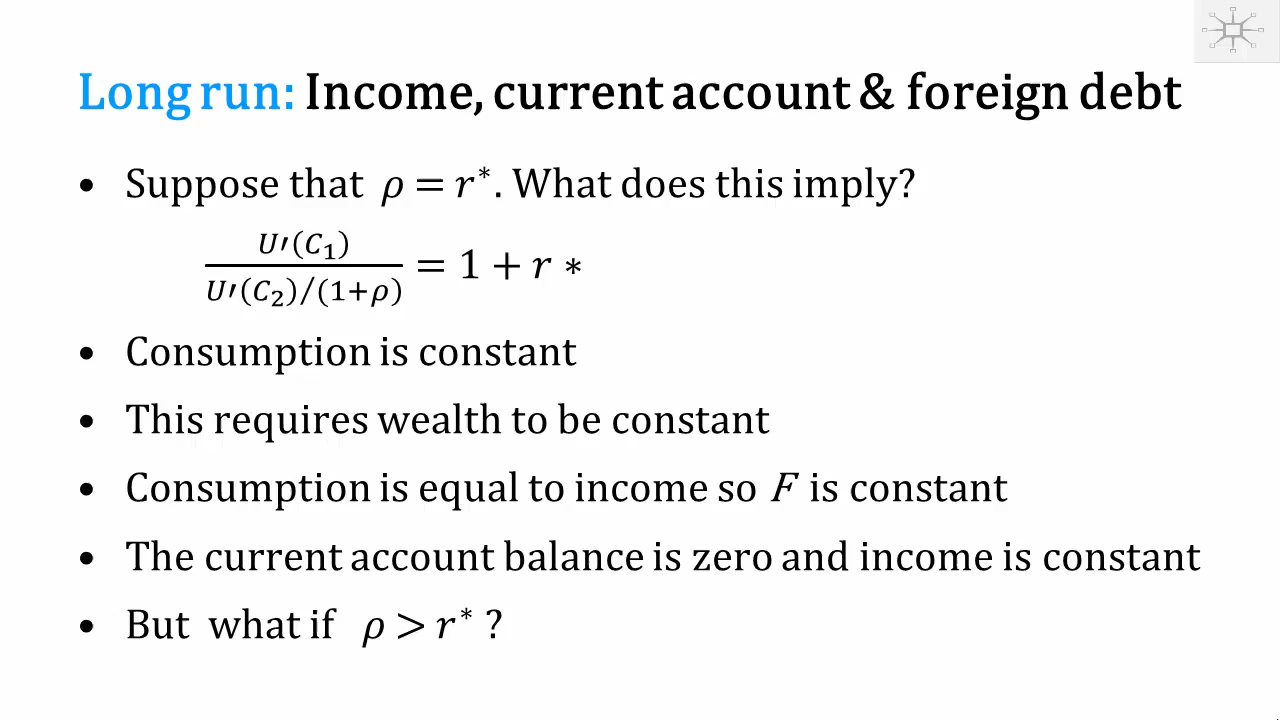 Long run: Income, current account & foreign debt
• Suppose that ρ = r*. What does this imply?
U′(C₁) / U′(C₂)/(1+ρ) = 1 + r ∗
• Consumption is constant
• This requires wealth to be constant
• Consumption is equal to income so F is constant
• The current account balance is zero and income is constant
• But what if ρ > r* ?